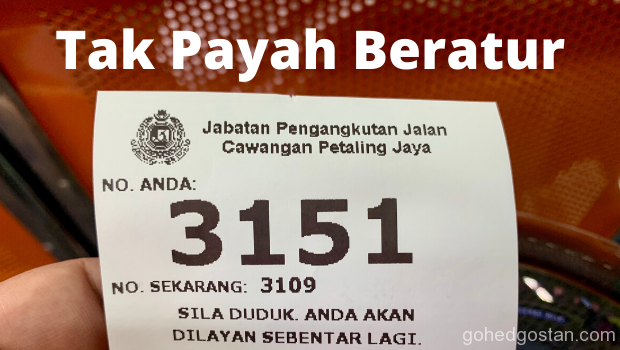 Tak Payah Beratur
Jabatan Pengangkutan Jalan
Cawangan Petaling Jaya
NO. ANDA:
3151
NO. SEKARANG: 3109
SILA DUDUK. ANDA AKAN
DILAYAN SEBENTAR LAGI.
gohedgostan.com